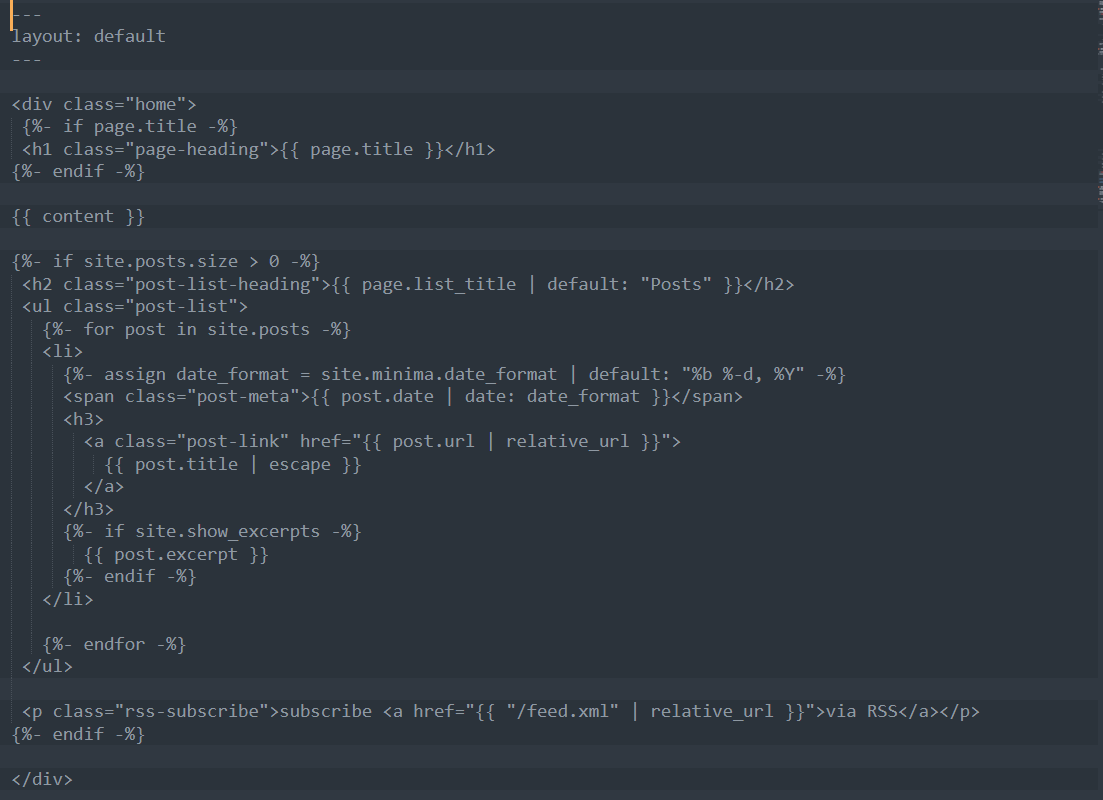 ---
layout: default
---
<div class="home">
{%- if page.title -%}
<h1 class="page-heading">{{ page.title }}</h1>
{%- endif -%}
{{ content }}
{%- if site.posts.size > 0 -%}
<h2 class="post-list-heading">{{ page.list_title | default: "Posts" }}</h2>
<ul class="post-list">
{%- for post in site.posts -%}
<li>
{%- assign date_format = site.minima.date_format | default: "%b %-d, %Y" -%}
<span class="post-meta">{{ post.date | date: date_format }}</span>
<h3>
<a class="post-link" href="{{ post.url | relative_url }}">
{{ post.title | escape }}
</a>
</h3>
{%- if site.show_excerpts -%}
{{ post.excerpt }}
{%- endif -%}
</li>
{%- endfor -%}
</ul>
<p class="rss-subscribe">subscribe <a href="{{ "/feed.xml" | relative_url }}">via RSS</a></p>
{%- endif -%}
</div>